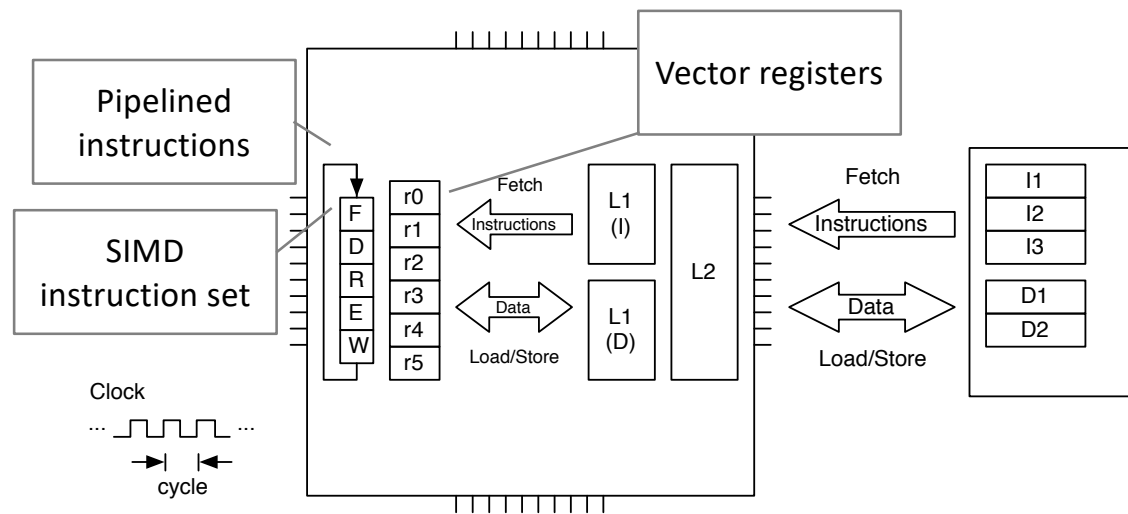 Pipelined
instructions
Vector registers
SIMD
instruction set
F
D
R
E
W
r0
r1
r2
r3
r4
r5
Fetch
Instructions
Data
Load/Store
L1
(I)
L1
(D)
L2
Fetch
Instructions
Data
Load/Store
I1
I2
I3
D1
D2
Clock
... ...
cycle